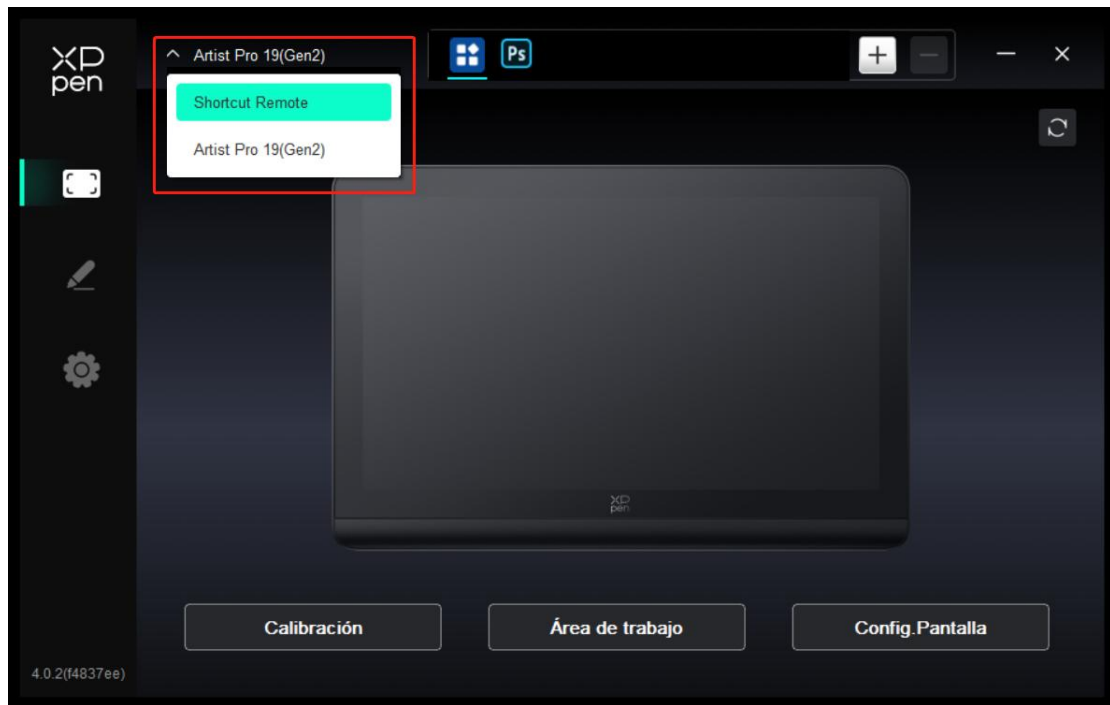 XP
pen
Artist Pro 19(Gen2)
Ps
Shortcut Remote
Artist Pro 19(Gen2)
XP
pen
Calibración
Área de trabajo
Config.Pantalla
4.0.2(f4837ee)